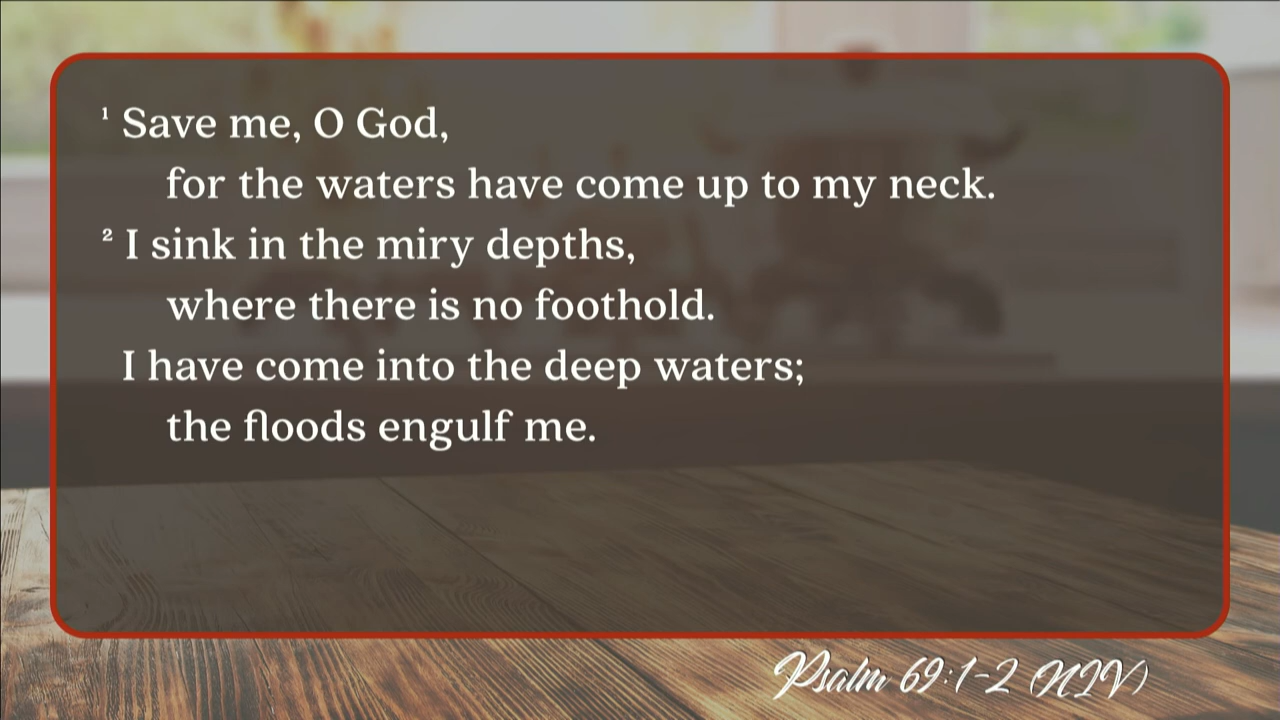 ¹ Save me, O God,
for the waters have come up to my neck.
² I sink in the miry depths,
where there is no foothold.
I have come into the deep waters;
the floods engulf me.
Psalm 69:1-2 (NIV)